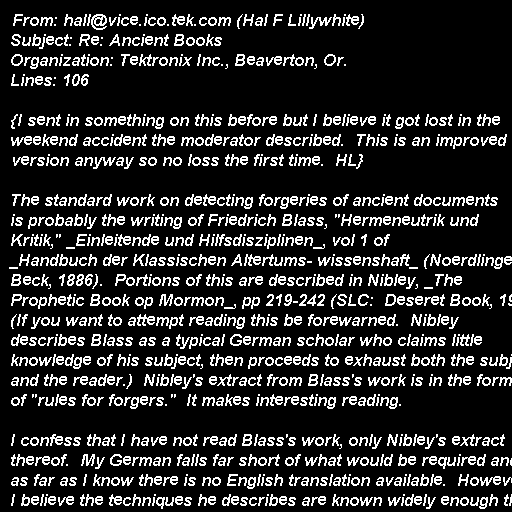 From: hall@vice.ico.tek.com (Hal F Lillywhite)
Subject: Re: Ancient Books
Organization: Tektronix Inc., Beaverton, Or.
Lines: 106

{I sent in something on this before but I believe it got lost in the
weekend accident the moderator described.  This is an improved
version anyway so no loss the first time.  HL}

The standard work on detecting forgeries of ancient documents
is probably the writing of Friedrich Blass, "Hermeneutrik und
Kritik," _Einleitende und Hilfsdisziplinen_, vol 1 of
_Handbuch der Klassischen Altertums- wissenshaft_ (Noerdlinge
Beck, 1886).  Portions of this are described in Nibley, _The
Prophetic Book op Mormon_, pp 219-242 (SLC:  Deseret Book, 19
(If you want to attempt reading this be forewarned.  Nibley
describes Blass as a typical German scholar who claims little
knowledge of his subject, then proceeds to exhaust both the subj
and the reader.)  Nibley's extract from Blass's work is in the form
of "rules for forgers."  It makes interesting reading.

I confess that I have not read Blass's work, only Nibley's extract
thereof.  My German falls far short of what would be required and
as far as I know there is no English translation available.  Howev
I believe the techniques he describes are known widely enough t